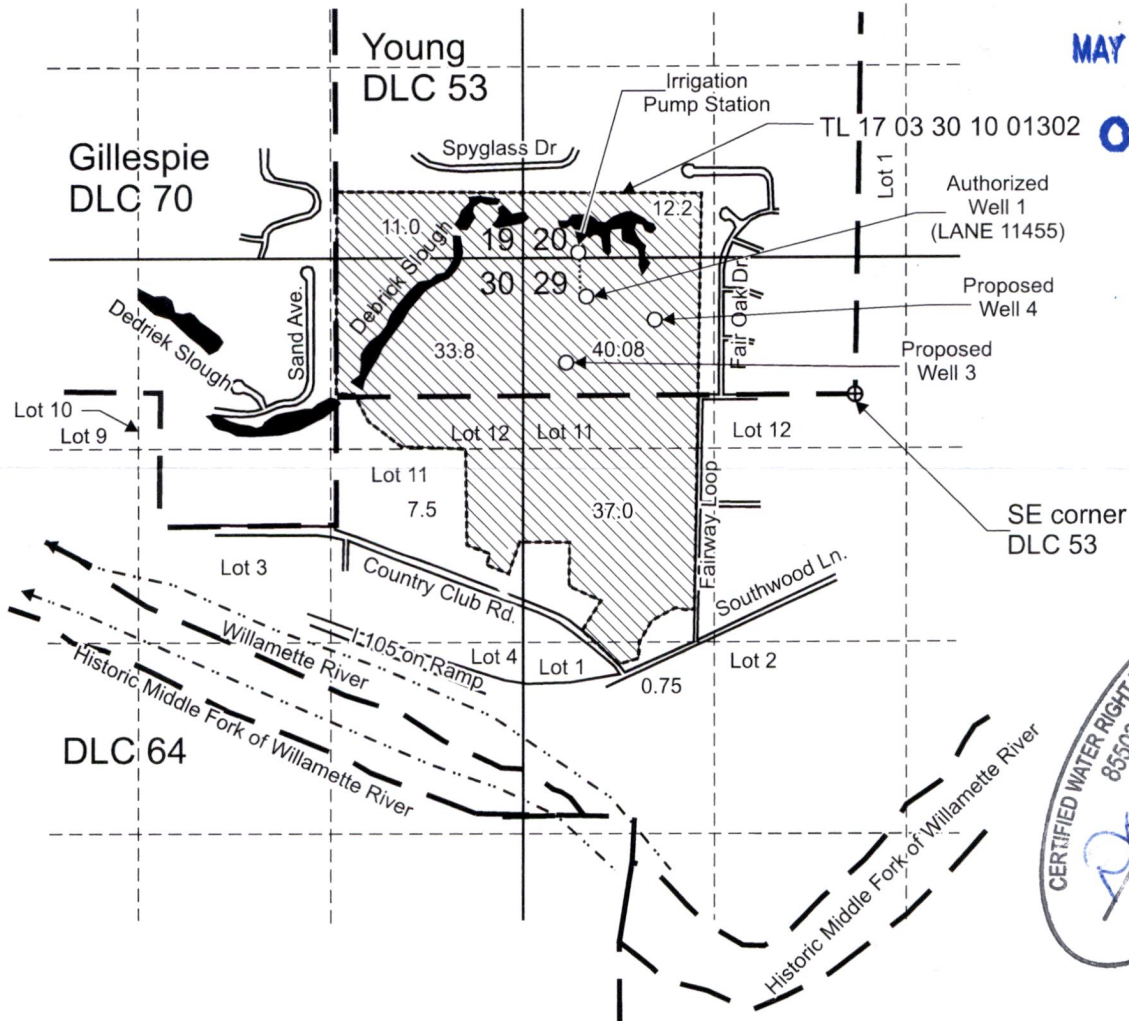 MAY
Young
DLC 53
Irrigation
Pump Station
TL 17 03 30 10 01302
O
Gillespie
DLC 70
Spyglass Dr
Lot 1
Authorized
Well 1
(LANE 11455)
11.0
12.2
19
20
30
29
Debrick Slough
Dedriek Slough
Sand Ave.
Fair Oak Dr.
Proposed
Well 4
33.8
40.08
Proposed
Well 3
Lot 10
Lot 9
Lot 12
Lot 11
Lot 12
Lot 11
7.5
37.0
Fairway Loop
SE corner
DLC 53
Lot 3
Country Club Rd.
Southwood Ln.
I-105 on Ramp
Willamette River
Lot 4
Lot 1
Lot 2
0.75
Historic Middle Fork of Willamette River
DLC 64
Historic Middle Fork of Willamette River
CERTIFIED WATER RIGHT